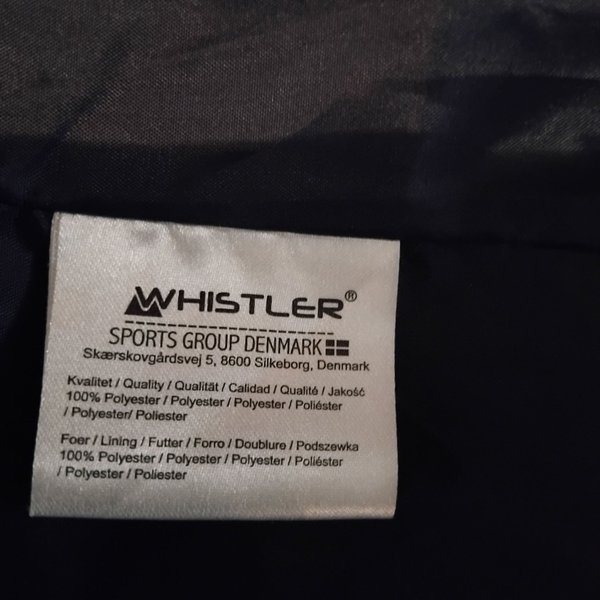 WHISTLER®
SPORTS GROUP DENMARK
Skærskovgårdsvej 5, 8600 Silkeborg, Denmark
Kvalitet / Quality / Qualität / Calidad / Qualité / Jakość
100% Polyester / Polyester / Polyester / Poliéster
/ Polyester/ Poliester
Foer / Lining / Futter / Forro / Doublure / Podszewka
100% Polyester / Polyester / Polyester / Poliéster
/ Polyester / Poliester